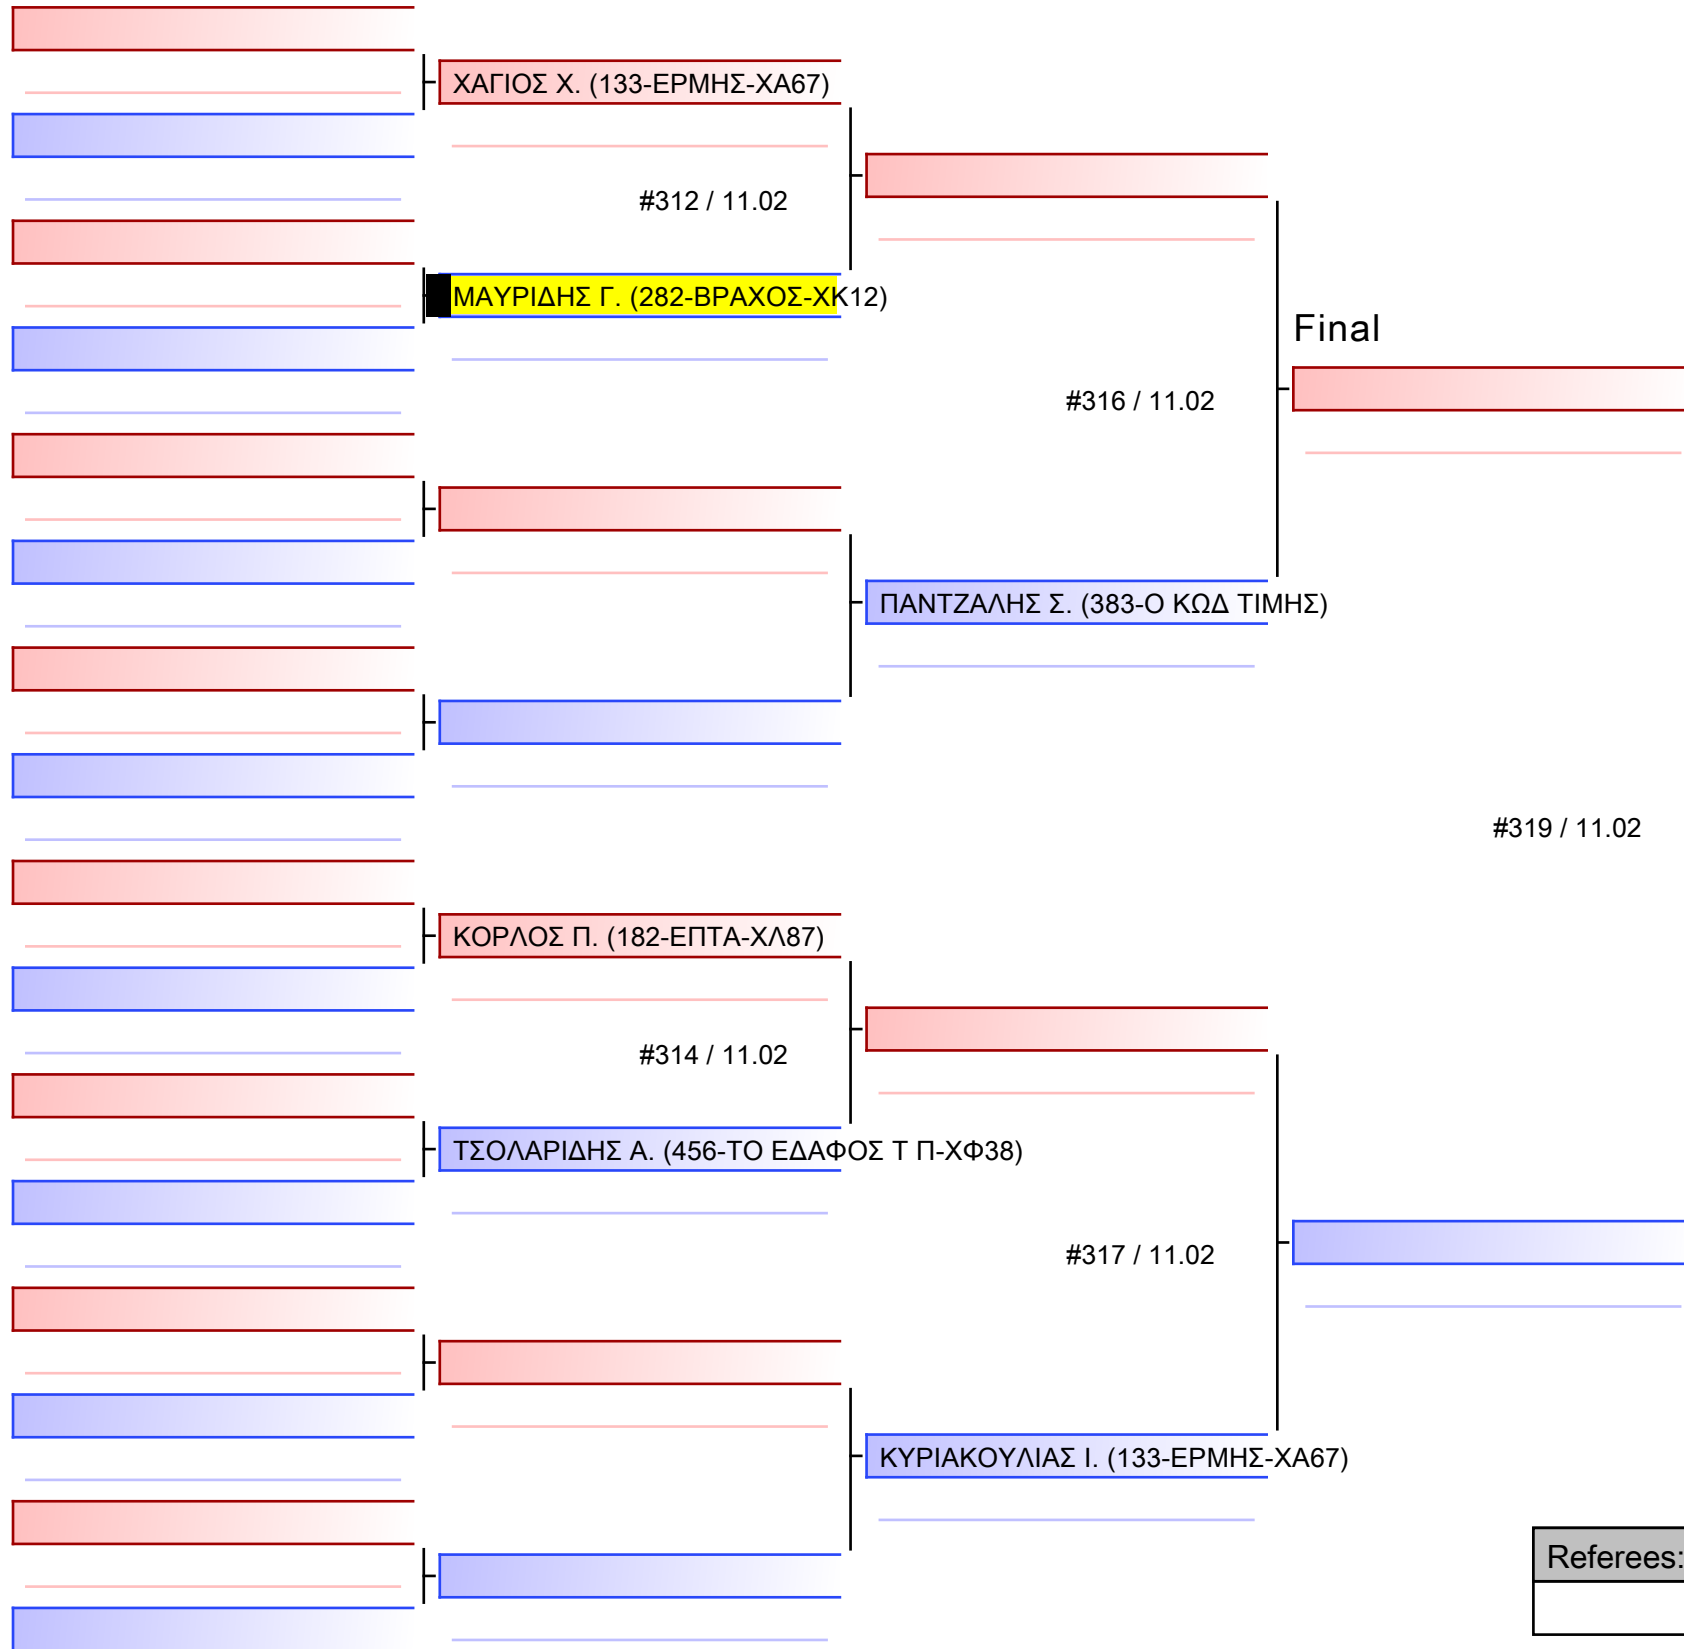 ΧΑΓΙΟΣ Χ. (133-ΕΡΜΗΣ-ΧΑ67)
#312 / 11.02
ΜΑΥΡΙΔΗΣ Γ. (282-ΒΡΑΧΟΣ-ΧΚ12)
Final
#316 / 11.02
ΠΑΝΤΖΑΛΗΣ Σ. (383-Ο ΚΩΔ ΤΙΜΗΣ)
#319 / 11.02
ΚΟΡΛΟΣ Π. (182-ΕΠΤΑ-ΧΛ87)
#314 / 11.02
ΤΣΟΛΑΡΙΔΗΣ Α. (456-ΤΟ ΕΔΑΦΟΣ Τ Π-ΧΦ38)
#317 / 11.02
ΚΥΡΙΑΚΟΥΛΙΑΣ Ι. (133-ΕΡΜΗΣ-ΧΑ67)
Referees: